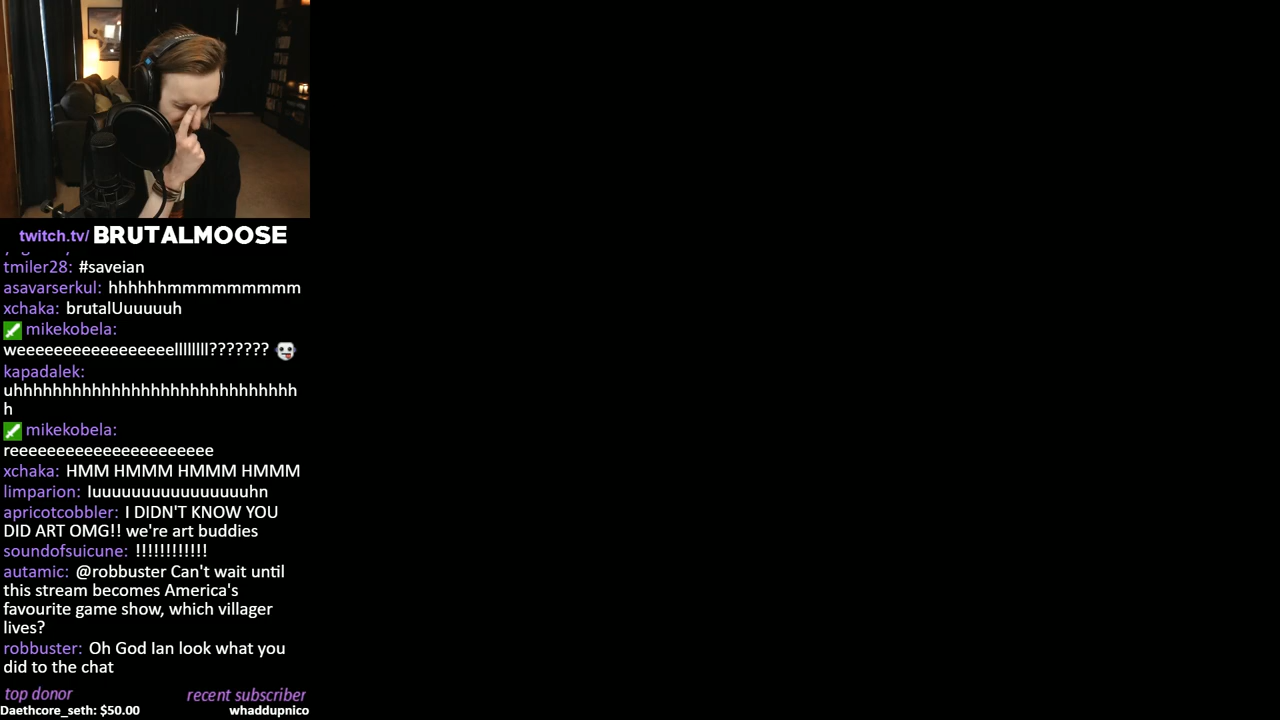 twitch.tv/ BRUTALMOOSE
tmiler28: #saveian
asavarserkul: hhhhhhmmmmmmmmmm
xchaka: brutalUuuuuuh
mikekobela:
weeeeeeeeeeeeeeeeellllllll???????
kapadalek:
uhhhhhhhhhhhhhhhhhhhhhhhhhhhhh
h
mikekobela:
reeeeeeeeeeeeeeeeeeeeee
xchaka: HMM HMMM HMMM HMMM
limparion: Iuuuuuuuuuuuuuuuuhn
apricotcobbler: I DIDN'T KNOW YOU
DID ART OMG!! we're art buddies
soundofsuicune: !!!!!!!!!!!!
autamic: @robbuster Can't wait until
this stream becomes America's
favourite game show, which villager
lives?
robbuster: Oh God Ian look what you
did to the chat
top donor recent subscriber
Daethcore_seth: $50.00 whaddupnico